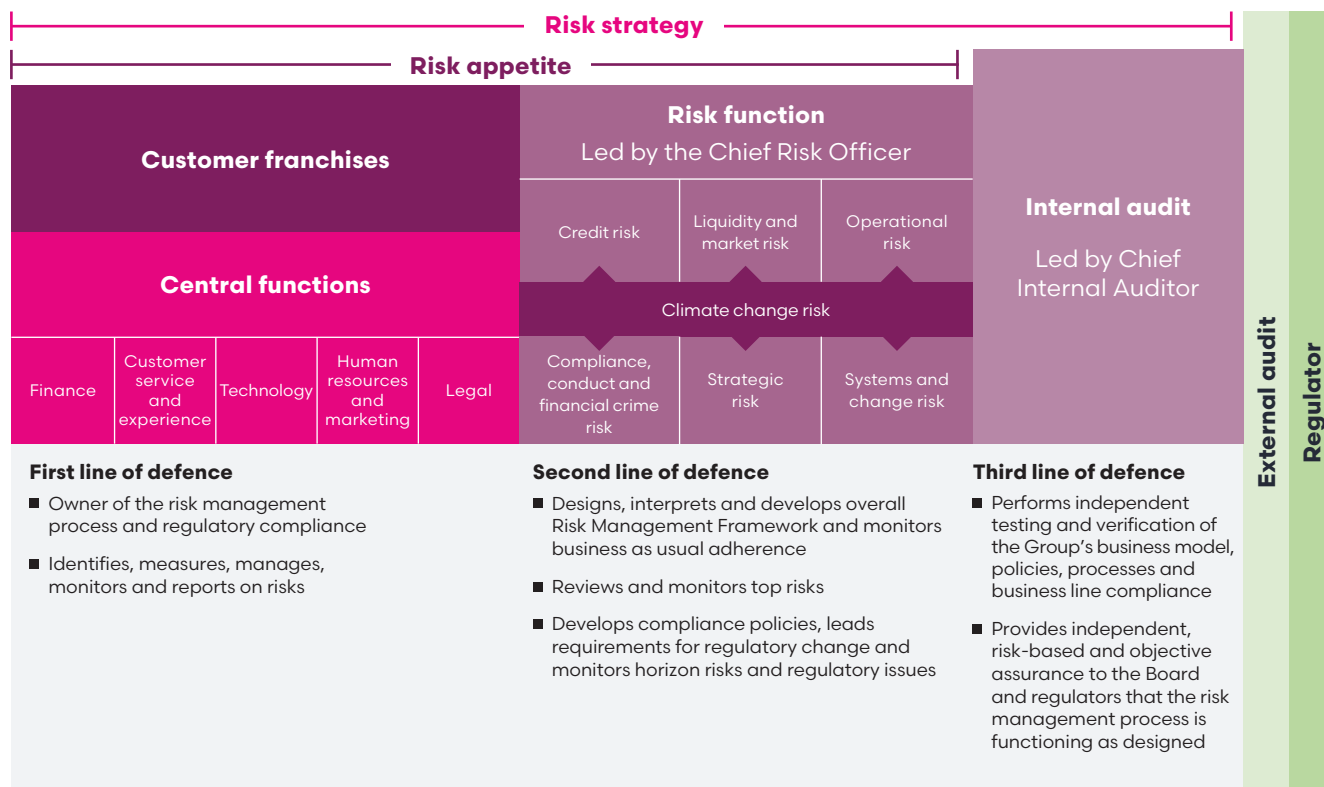 Risk strategy
Risk appetite
Customer franchises
Central functions
Finance
Customer
service
and
experience
Technology
Human
resources
and
marketing
Legal
Risk function
Led by the Chief Risk Officer
Credit risk
Liquidity and
market risk
Operational
risk
Climate change risk
Compliance,
conduct and
financial crime
risk
Strategic
risk
Systems and
change risk
Internal audit
Led by Chief
Internal Auditor
External audit
Regulator
First line of defence
■ Owner of the risk management
process and regulatory compliance
■ Identifies, measures, manages,
monitors and reports on risks
Second line of defence
■ Designs, interprets and develops overall
Risk Management Framework and monitors
business as usual adherence
■ Reviews and monitors top risks
■ Develops compliance policies, leads
requirements for regulatory change and
monitors horizon risks and regulatory issues
Third line of defence
■ Performs independent
testing and verification of
the Group's business model,
policies, processes and
business line compliance
■ Provides independent,
risk-based and objective
assurance to the Board
and regulators that the risk
management process is
functioning as designed